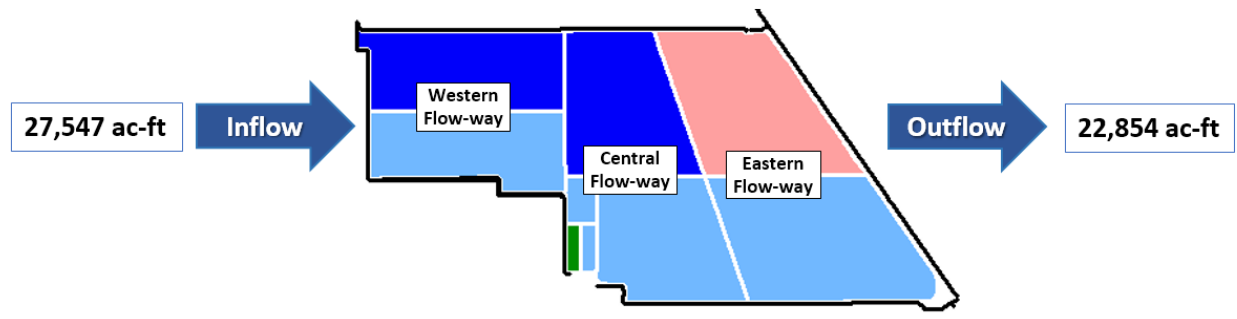 27,547 ac-ft
Inflow
Western
Flow-way
Central
Flow-way
Eastern
Flow-way
Outflow
22,854 ac-ft